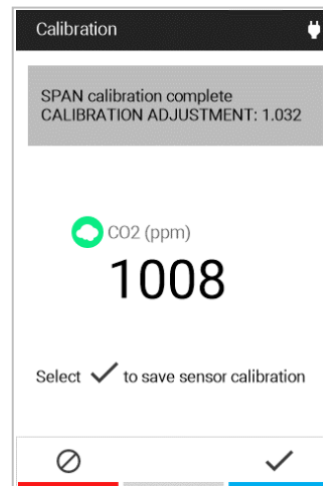 Calibration
SPAN calibration complete
CALIBRATION ADJUSTMENT: 1.032
CO2 (ppm)
1008
Select ✓ to save sensor calibration